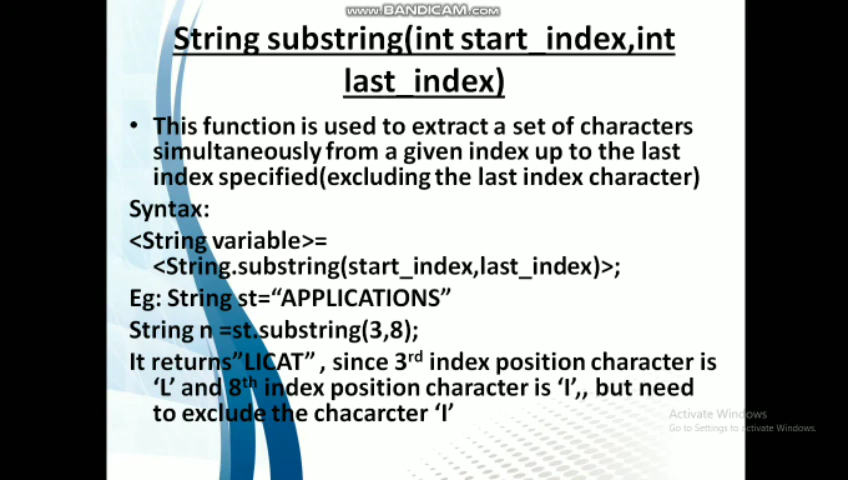 www.BANDICAM.com
String substring(int start_index,int
last_index)
• This function is used to extract a set of characters
simultaneously from a given index up to the last
index specified(excluding the last index character)
Syntax:
<String variable>=
<String.substring(start_index,last_index)>;
Eg: String st=“APPLICATIONS”
String n =st.substring(3,8);
It returns”LICAT” , since 3rd index position character is
‘L’ and 8th index position character is ‘I’,, but need
to exclude the chacarcter ‘I’
Activate Windows
Go to Settings to activate Windows.